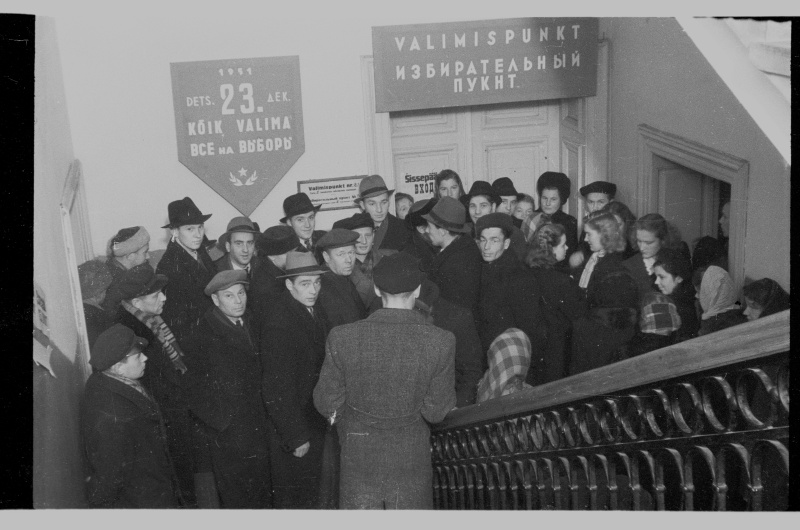 1951
DETS. 23. ДЕК.
KÕIK VALIMA
ВСЕ НА ВЫБОРЫ
VALIMISPUNKT
ИЗБИРАТЕЛЬНЫЙ
ПУНКТ
Sissepääs
ВХОД
Valimispunkt nr.